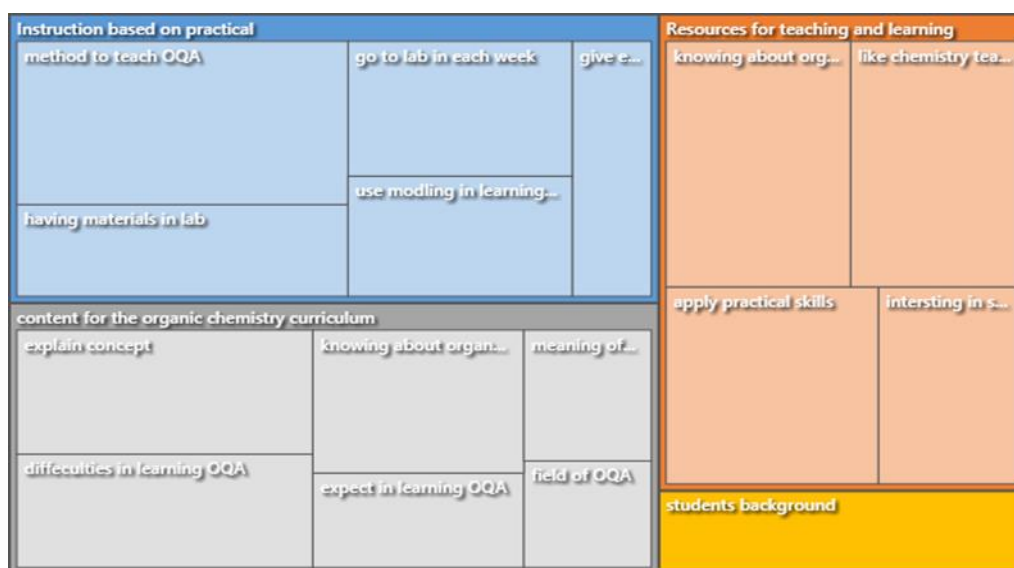 Instruction based on practical
method to teach OQA
go to lab in each week
give e...
having materials in lab
use modling in learning...
content for the organic chemistry curriculum
explain concept
knowing about organ...
meaning of...
diffeculties in learning OQA
expect in learning OQA
field of OQA
Resources for teaching and learning
knowing about org...
like chemistry tea...
apply practical skills
intersting in s...
students background